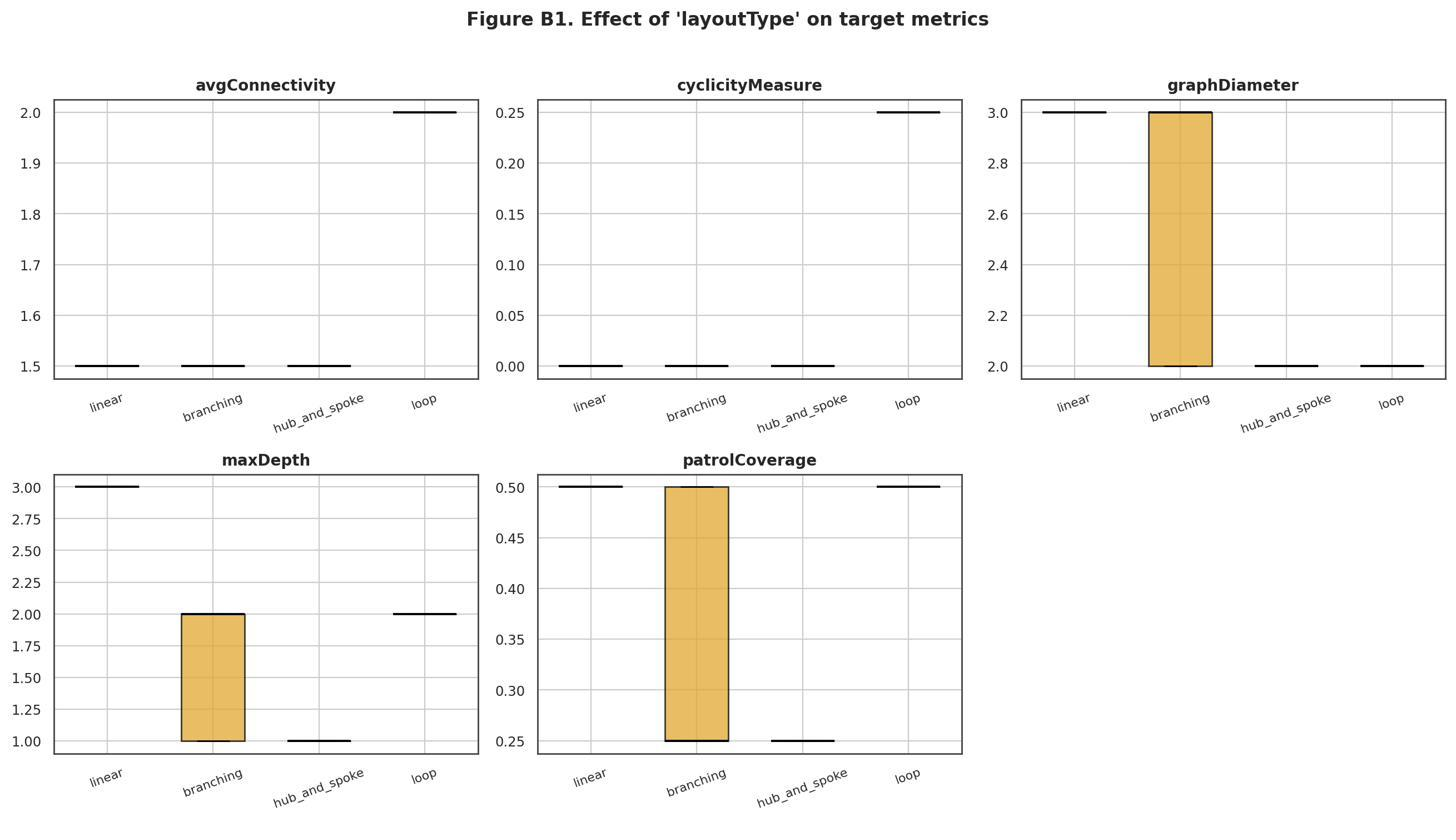 Figure B1. Effect of 'layoutType' on target metrics
avgConnectivity
2.0
1.9
1.8
1.7
1.6
1.5
linear
branching
hub_and_spoke
loop
cyclicityMeasure
0.25
0.20
0.15
0.10
0.05
0.00
linear
branching
hub_and_spoke
loop
graphDiameter
3.0
2.8
2.6
2.4
2.2
2.0
linear
branching
hub_and_spoke
loop
maxDepth
3.00
2.75
2.50
2.25
2.00
1.75
1.50
1.25
1.00
linear
branching
hub_and_spoke
loop
patrolCoverage
0.50
0.45
0.40
0.35
0.30
0.25
linear
branching
hub_and_spoke
loop